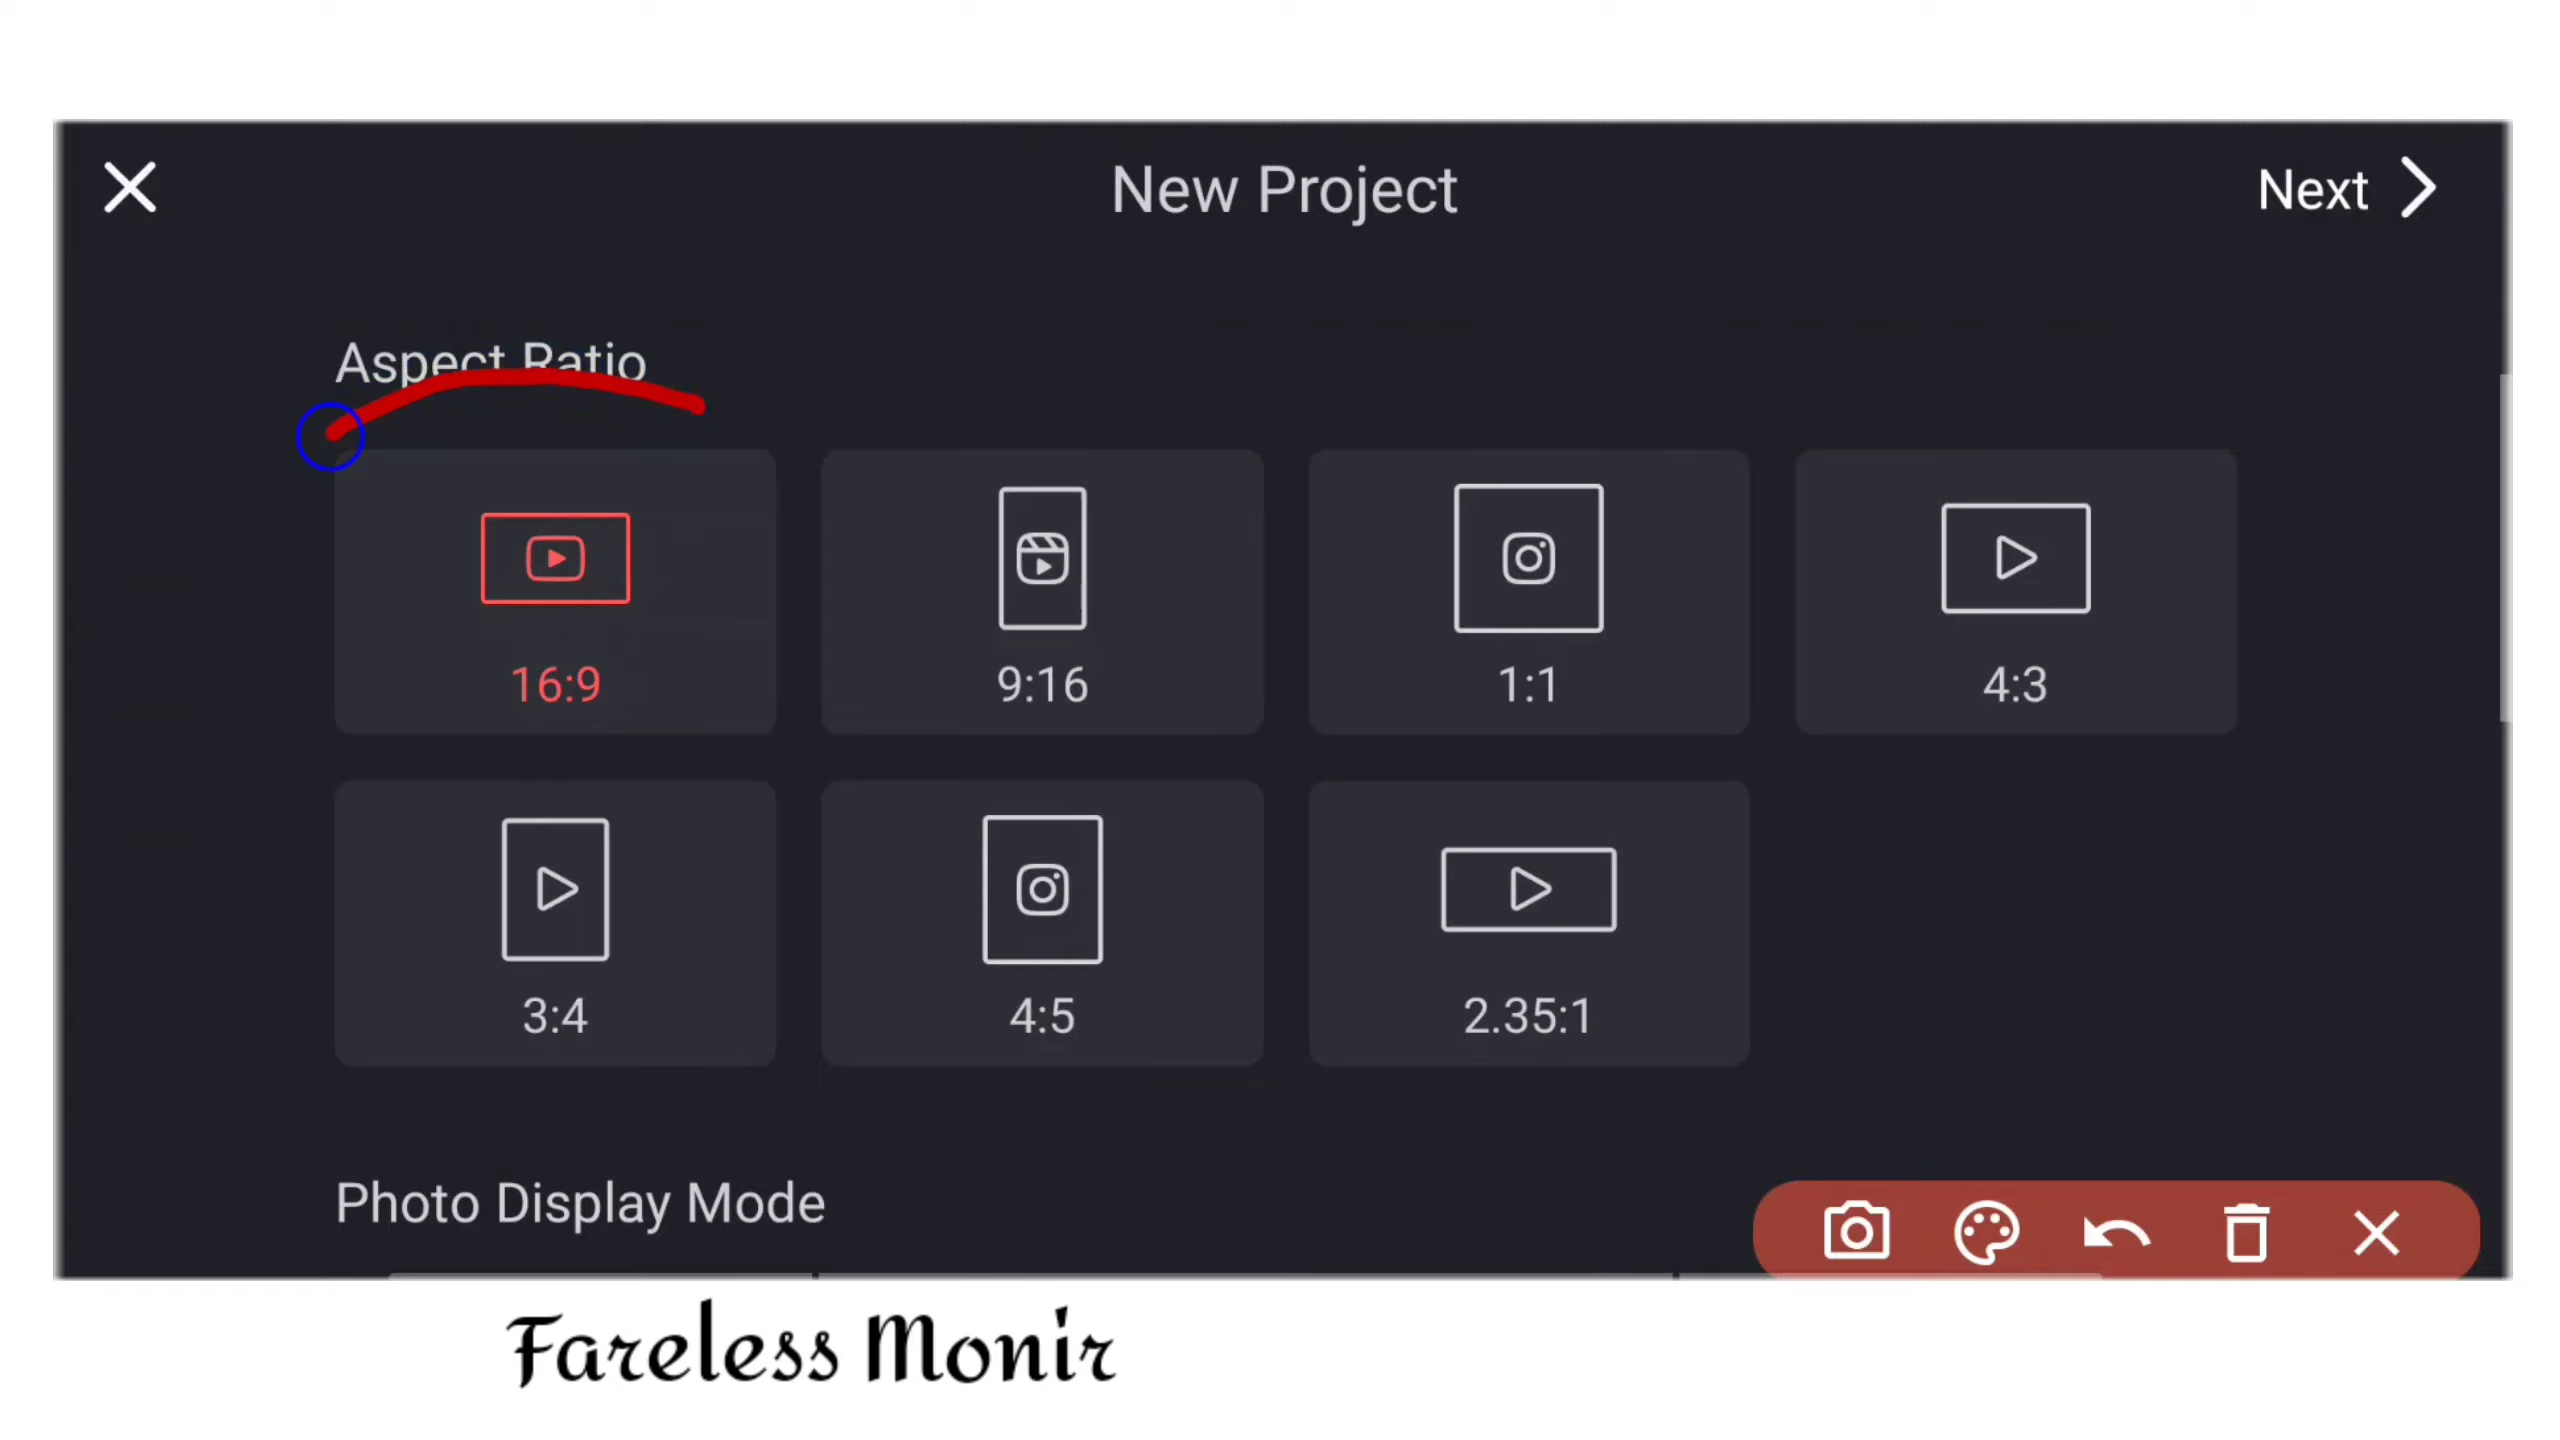 New Project
Next
Aspect Ratio
16:9
9:16
1:1
4:3
3:4
4:5
2.35:1
Photo Display Mode
Fareless Monir